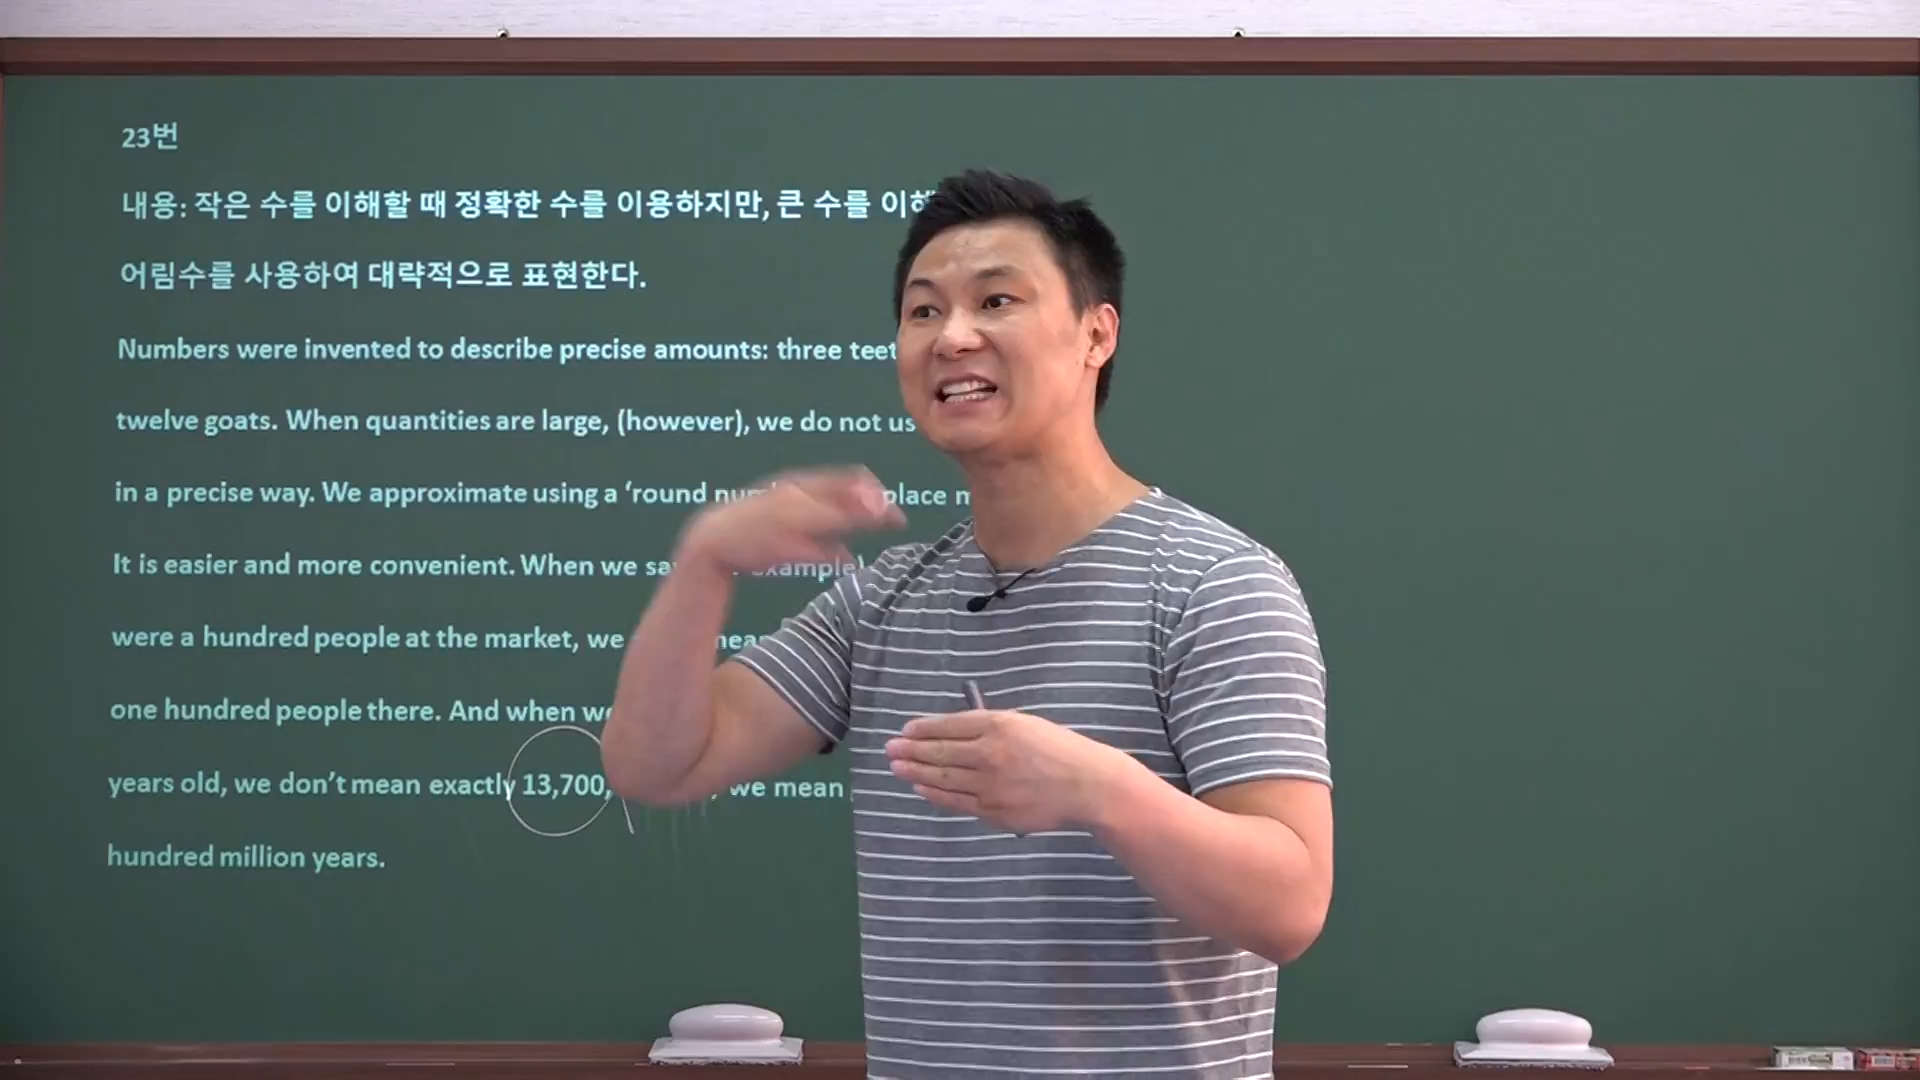 23번
내용: 작은 수를 이해할 때 정확한 수를 이용하지만, 큰 수를
어림수를 사용하여 대략적으로 표현한다.
Numbers were invented to describe precise amounts: three
twelve goats. When quantities are large, (however), we do not
in a precise way. We approximate using a ‘round place
It is easier and more convenient. When we example)
were a hundred people at the market, we
one hundred people there. And when
years old, we don’t mean exactly 13,700, we mean
hundred million years.